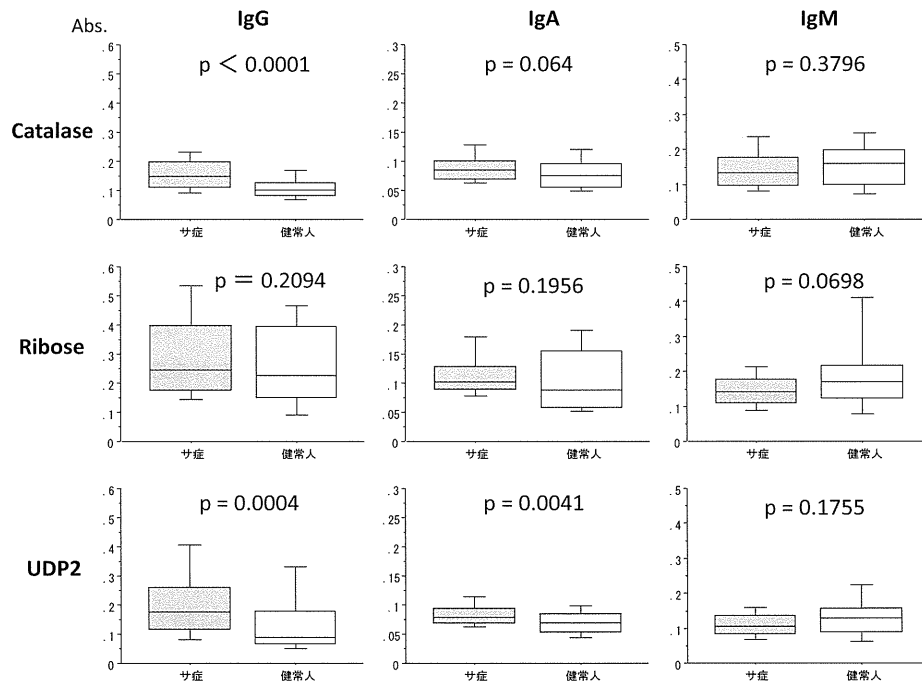 IgG IgA IgM
Abs.
.6 .3 .5
p < 0.0001 p = 0.064 p = 0.3796
.5 .25 .4
.4 .2 .3
Catalase .3 .15 .2
.2 .1 .1
.1 .05
0 0 0
サ症 健常人 サ症 健常人 サ症 健常人
.6 .3 .5
p = 0.2094 p = 0.1956 p = 0.0698
.5 .25 .4
.4 .2 .3
Ribose .3 .15 .2
.2 .1 .1
.1 .05
0 0 0
サ症 健常人 サ症 健常人 サ症 健常人
.6 .3 .5
p = 0.0004 p = 0.0041 p = 0.1755
.5 .25 .4
.4 .2 .3
UDP2 .3 .15 .2
.2 .1 .1
.1 .05
0 0 0
サ症 健常人 サ症 健常人 サ症 健常人